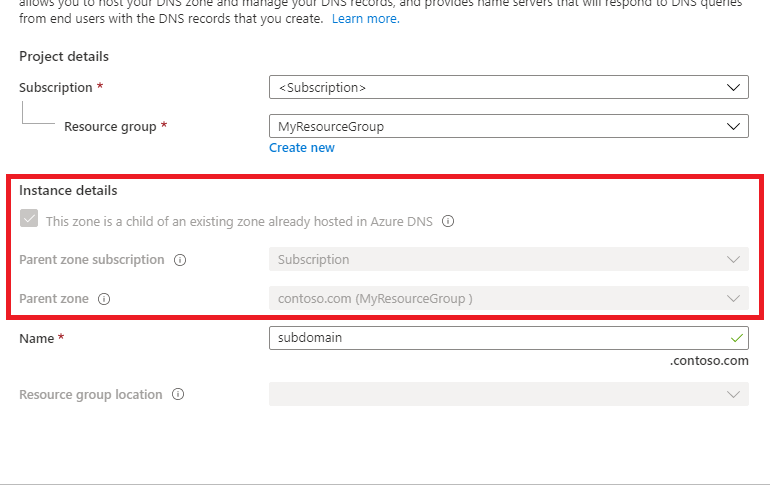 allows you to host your DNS zone and manage your DNS records, and provides name servers that will respond to DNS queries
from end users with the DNS records that you create. Learn more.
Project details
Subscription * <Subscription>
Resource group * MyResourceGroup
Create new
Instance details
This zone is a child of an existing zone already hosted in Azure DNS
Parent zone subscription Subscription
Parent zone contoso.com (MyResourceGroup )
Name * subdomain
.contoso.com
Resource group location